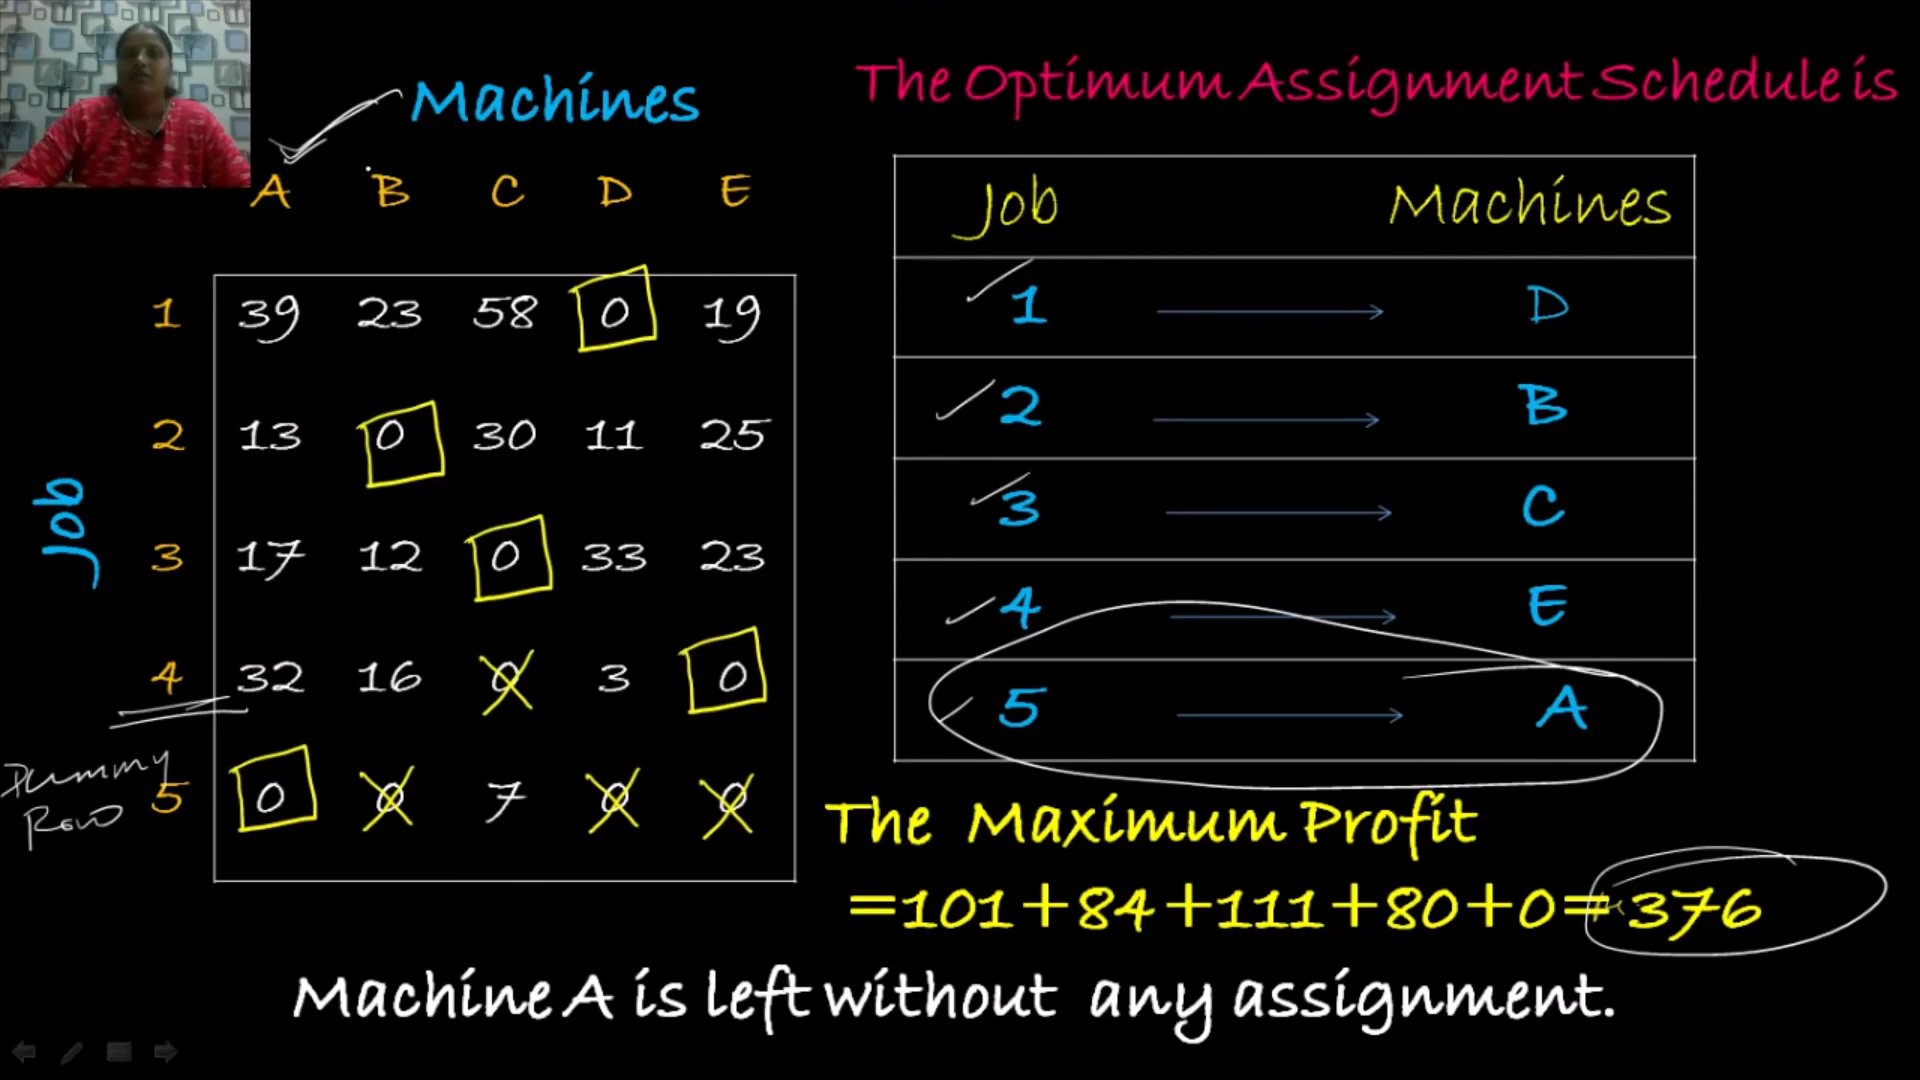 Machines
A B C D E
Job
1 39 23 58 0 19
2 13 0 30 11 25
3 17 12 0 33 23
4 32 16 0 3 0
Dummy
Row
5 0 0 7 0 0
The Optimum Assignment Schedule is
Job Machines
1 D
2 B
3 C
4 E
5 A
The Maximum Profit
=101+84+111+80+0=376
Machine A is left without any assignment.